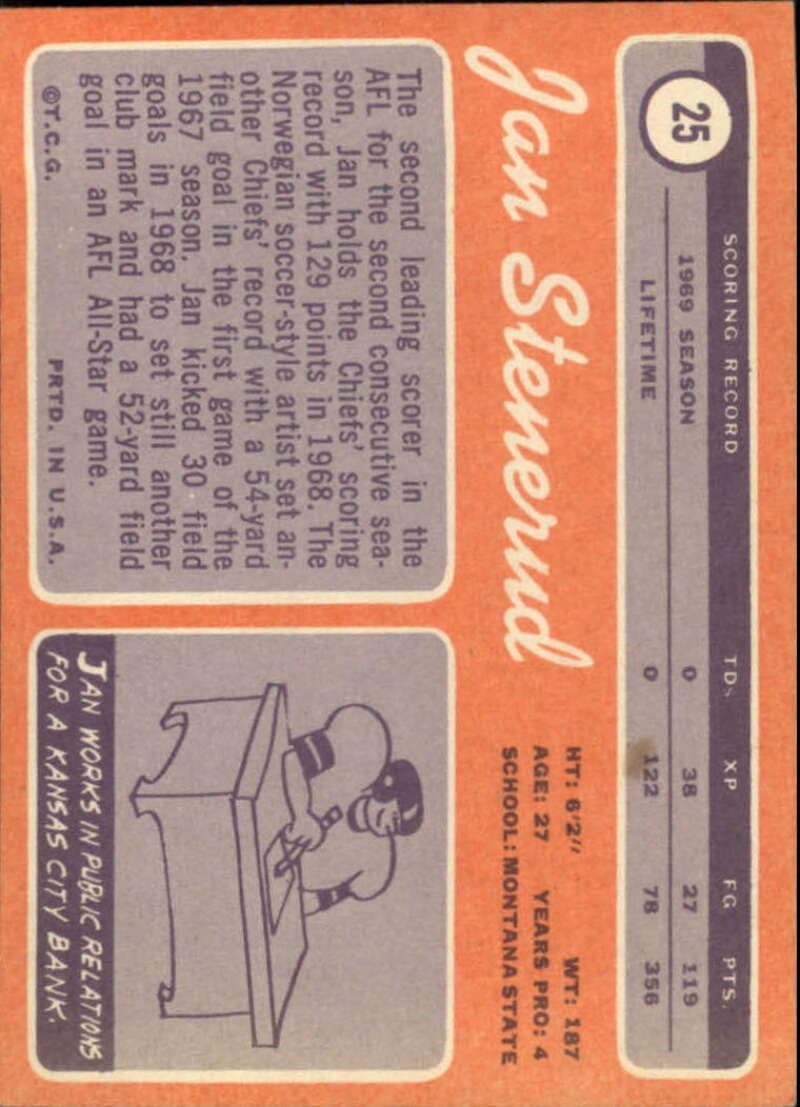 25
SCORING RECORD TDs XP FG PTS.
1969 SEASON 0 38 27 119
LIFETIME 0 122 78 356
Jan Stenerud
HT: 6'2" WT: 187
AGE: 27 YEARS PRO: 4
SCHOOL: MONTANA STATE
The second leading scorer in the
AFL for the second consecutive sea-
son, Jan holds the Chiefs' scoring
record with 129 points in 1968. The
Norwegian soccer-style artist set an-
other Chiefs' record with a 54-yard
field goal in the first game of the
1967 season. Jan kicked 30 field
goals in 1968 to set still another
club mark and had a 52-yard field
goal in an AFL All-Star game.
©T.C.G. PRTD. IN U.S.A.
JAN WORKS IN PUBLIC RELATIONS
FOR A KANSAS CITY BANK.